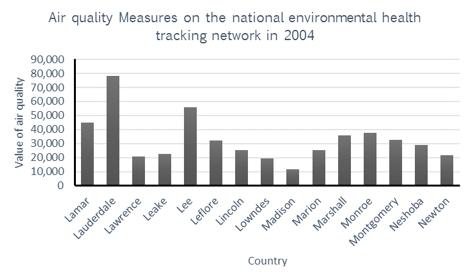 Air quality Measures on the national environmental health
tracking network in 2004
Value of air quality
90,000
80,000
70,000
60,000
50,000
40,000
30,000
20,000
10,000
0
Lamar
Lauderdale
Lawrence
Leake
Lee
Leflore
Lincoln
Lowndes
Madison
Marion
Marshall
Monroe
Montgomery
Neshoba
Newton
Country